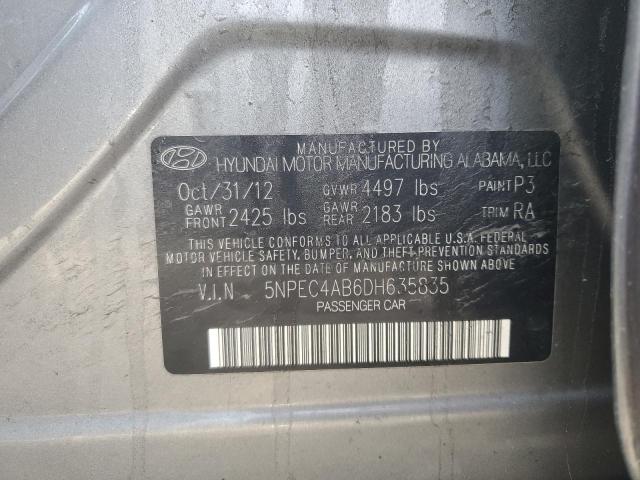 MANUFACTURED BY
HYUNDAI MOTOR MANUFACTURING ALABAMA, LLC
Oct/31/12 GVWR 4497 lbs PAINT P3
GAWR FRONT 2425 lbs GAWR REAR 2183 lbs TRIM RA
THIS VEHICLE CONFORMS TO ALL APPLICABLE U.S.A. FEDERAL
MOTOR VEHICLE SAFETY, BUMPER, AND THEFT PREVENTION STANDARDS
IN EFFECT ON THE DATE OF MANUFACTURE SHOWN ABOVE
V.I.N 5NPEC4AB6DH635835
PASSENGER CAR